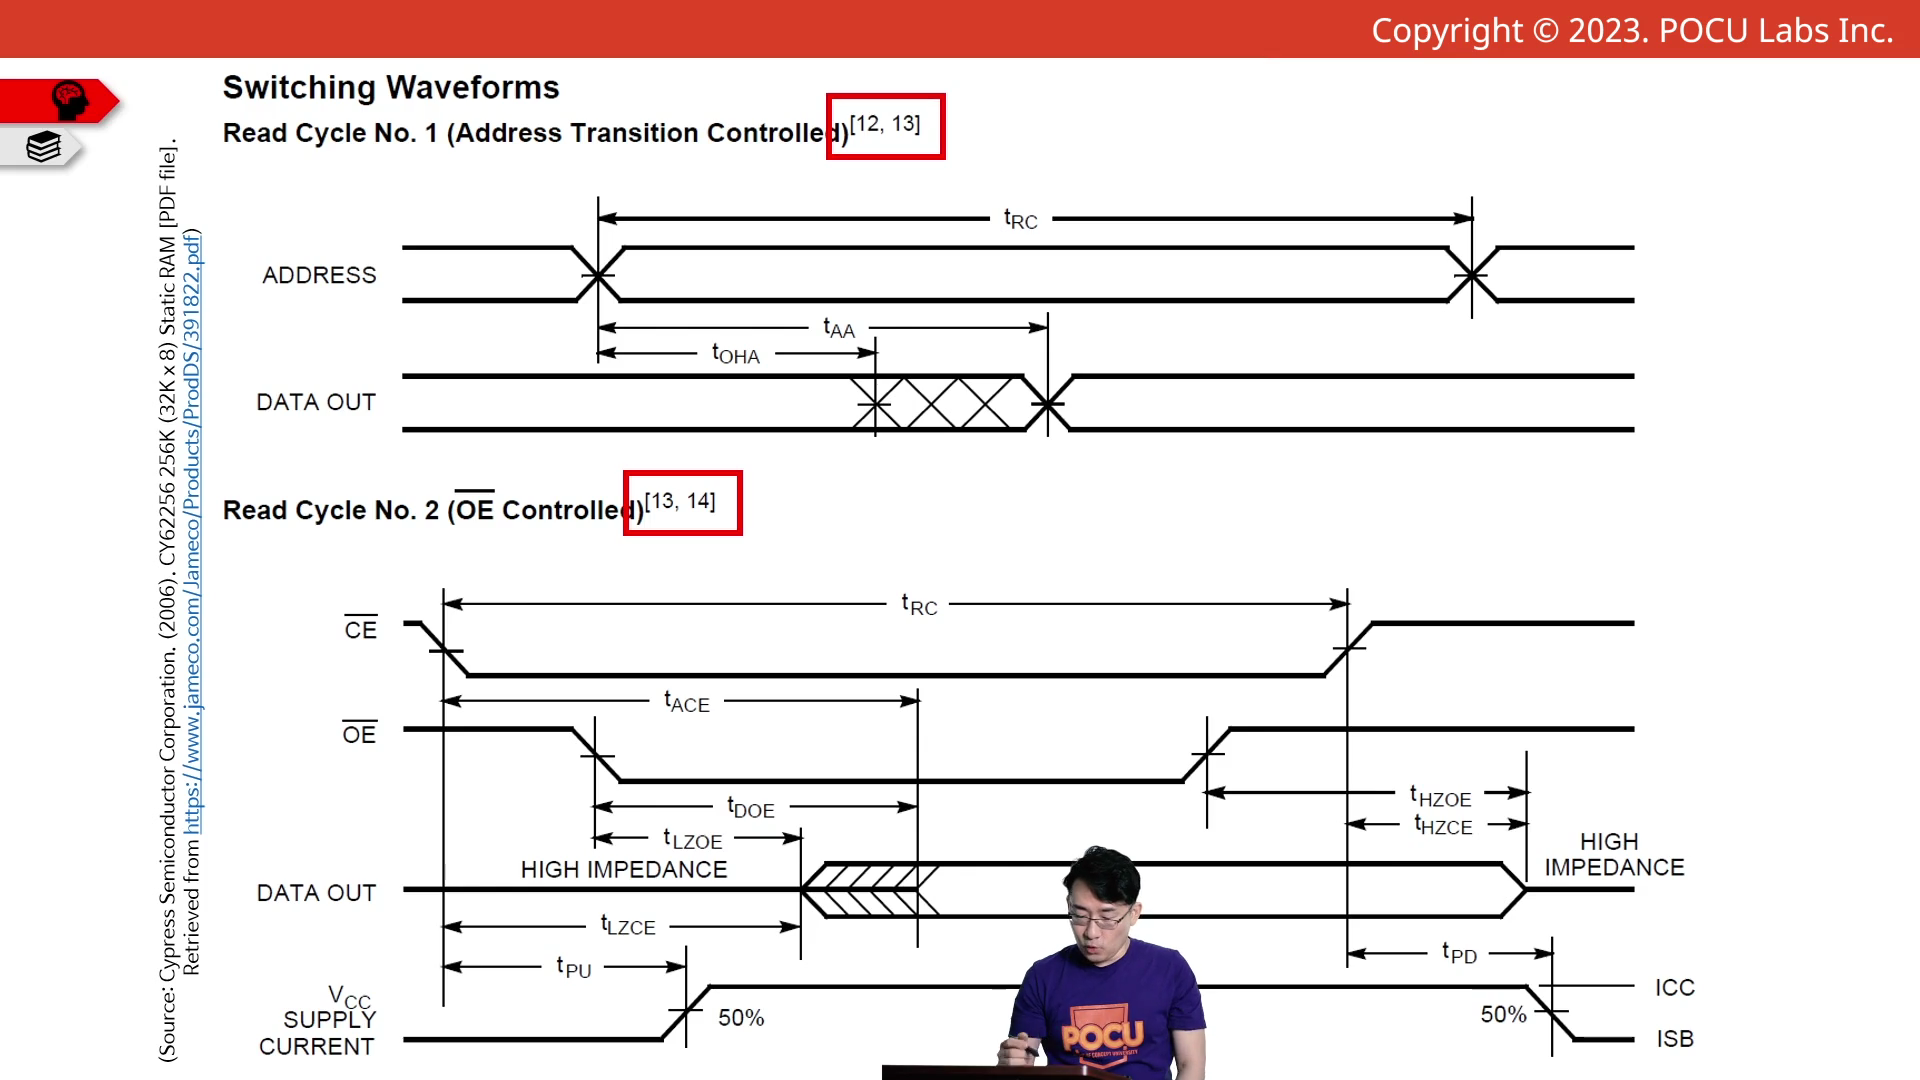 Copyright © 2023. POCU Labs Inc.
Switching Waveforms
Read Cycle No. 1 (Address Transition Controlled)[12, 13]
tRC
ADDRESS
tAA
tOHA
DATA OUT
Read Cycle No. 2 (OE Controlled)[13, 14]
tRC
CE
tACE
OE
tHZOE
tDOE
tHZCE
tLZOE
HIGH IMPEDANCE
HIGH
IMPEDANCE
DATA OUT
tLZCE
tPD
tPU
VCC
SUPPLY
CURRENT
50%
50%
ICC
ISB
(Source: Cypress Semiconductor Corporation. (2006). CY62256 256K (32K x 8) Static RAM [PDF file].
Retrieved from https://www.jameco.com/Jameco/Products/ProdDS/391822.pdf)
POCU